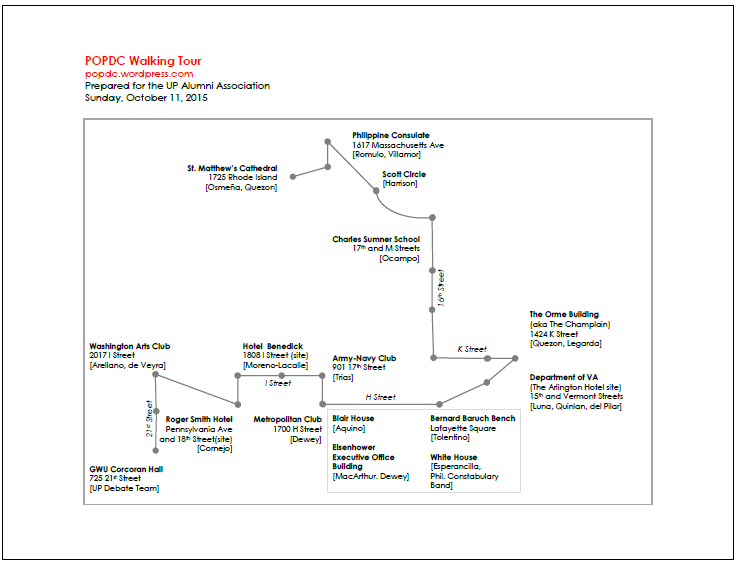 POPDC Walking Tour
popdc.wordpress.com
Prepared for the UP Alumni Association
Sunday, October 11, 2015
Philippine Consulate
1617 Massachusetts Ave
[Romulo, Villamor]
St. Matthew's Cathedral
1725 Rhode Island
[Osmeña, Quezon]
Scott Circle
[Harrison]
Charles Sumner School
17th and M Streets
[Ocampo]
16th Street
The Orme Building
(aka The Champlain)
1424 K Street
[Quezon, Legarda]
K Street
Washington Arts Club
2017 I Street
[Arellano, de Veyra]
Hotel Benedick
1808 I Street (site)
[Moreno-Lacalle]
Army-Navy Club
901 17th Street
[Trias]
I Street
H Street
Department of VA
(The Arlington Hotel site)
15th and Vermont Streets
[Luna, Quinlan, del Pilar]
21st Street
Roger Smith Hotel
Pennsylvania Ave
and 18th Street(site)
[Cornejo]
Metropolitan Club
1700 H Street
[Dewey]
Blair House
[Aquino]
Bernard Baruch Bench
Lafayette Square
[Tolentino]
Eisenhower
Executive Office
Building
[MacArthur. Dewey]
White House
[Esperancilla,
Phil. Constabulary
Band]
GWU Corcoran Hall
725 21st Street
[UP Debate Team]